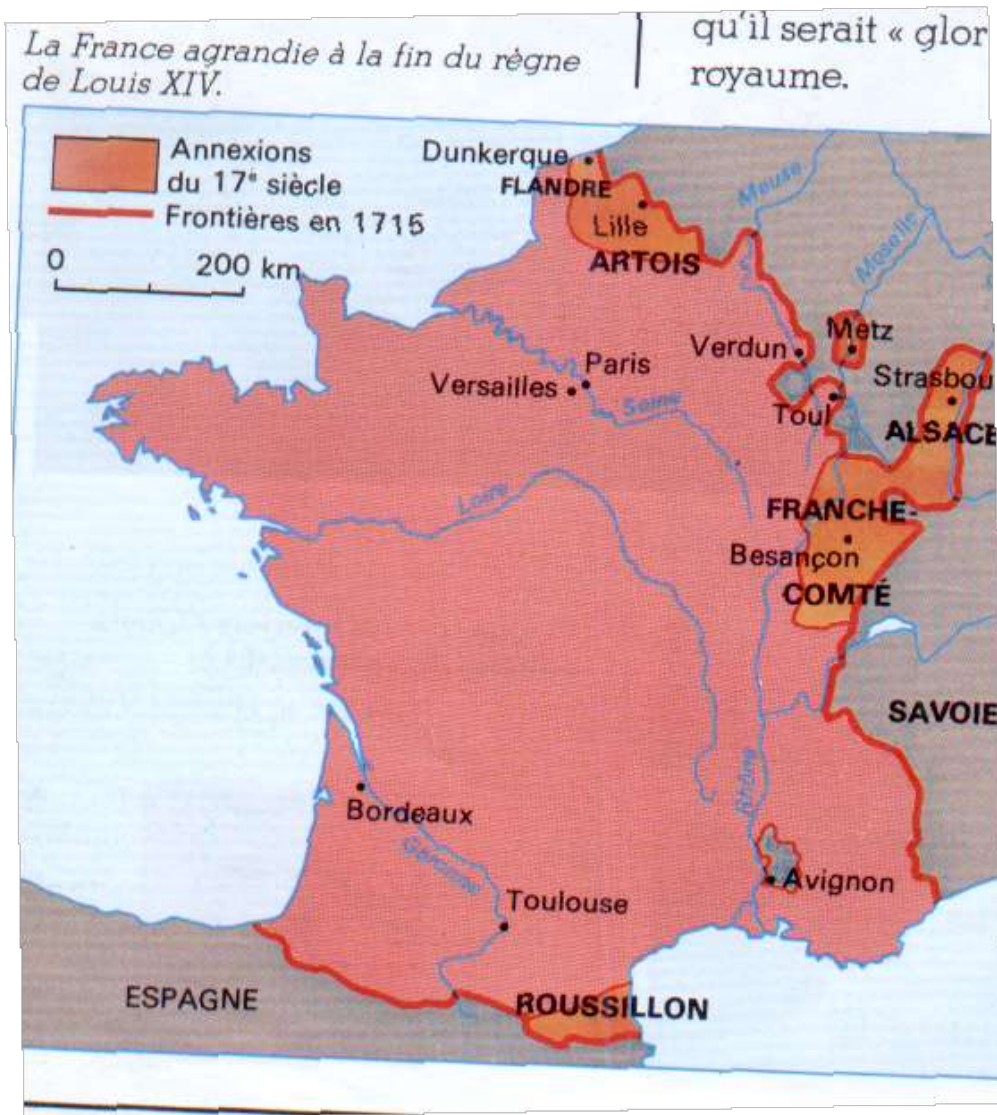 La France agrandie à la fin du règne
de Louis XIV.
qu'il serait « glor
royaume.
Annexions
du 17e siècle
Frontières en 1715
0 200 km
Dunkerque
FLANDRE
Lille
ARTOIS
Meuse
Moselle
Verdun
Metz
Toul
Strasbou
ALSACE
Paris
Versailles
Seine
Loire
FRANCHE-
Besançon
COMTÉ
SAVOIE
Rhône
Bordeaux
Garonne
Toulouse
Avignon
ESPAGNE
ROUSSILLON